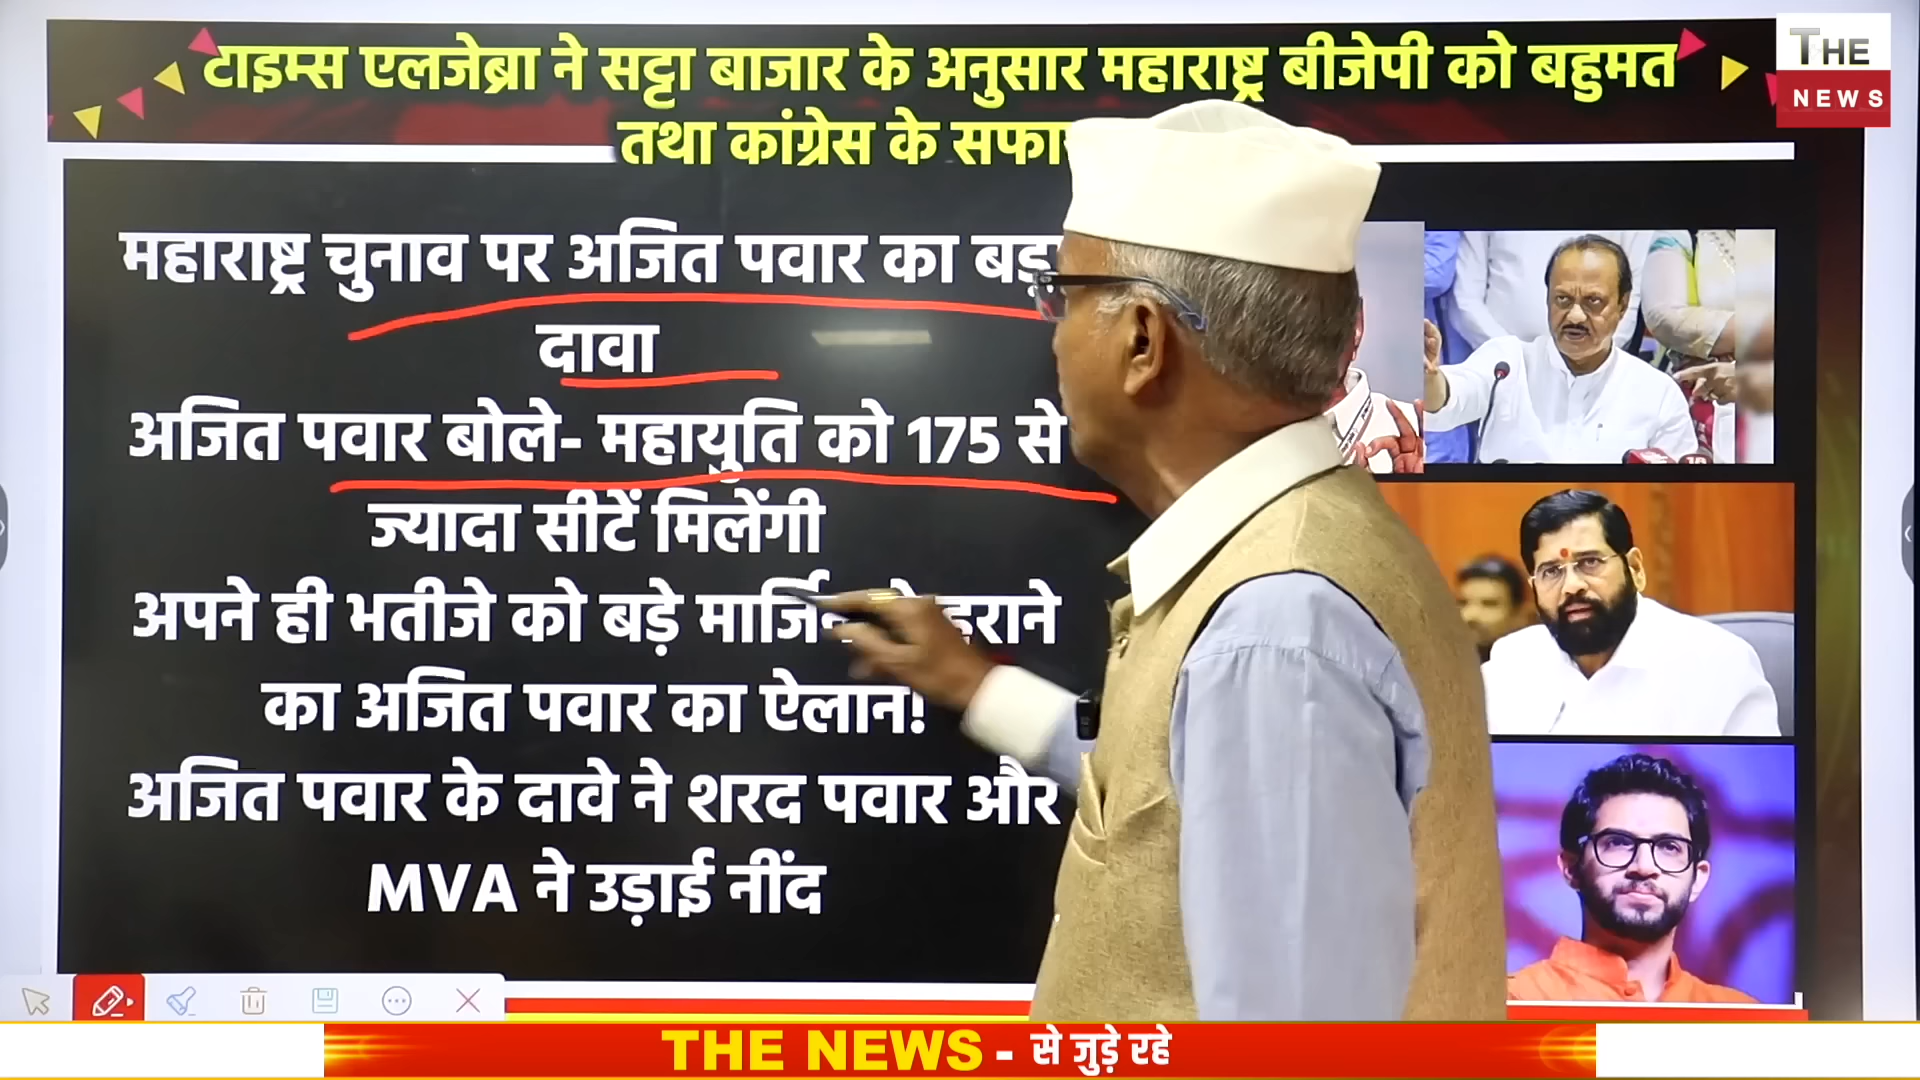 टाइम्स एलजेब्रा ने सट्टा बाजार के अनुसार महाराष्ट्र बीजेपी को बहुमत
तथा कांग्रेस के
THE
NEWS
महाराष्ट्र चुनाव पर अजित पवार का
दावा
अजित पवार बोले- महायुति को 175 से
ज्यादा सीटें मिलेंगी
अपने ही भतीजे को बड़े
का अजित पवार का ऐलान!
अजित पवार के दावे ने शरद पवार और
MVA ने उड़ाई नींद
THE NEWS - से जुड़े रहे